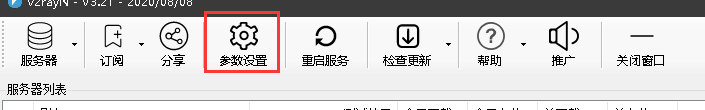 v2rayN - V3.21 - 2020/08/08
服务器 订阅 分享 参数设置 重启服务 检查更新 帮助 推广 关闭窗口
服务器列表